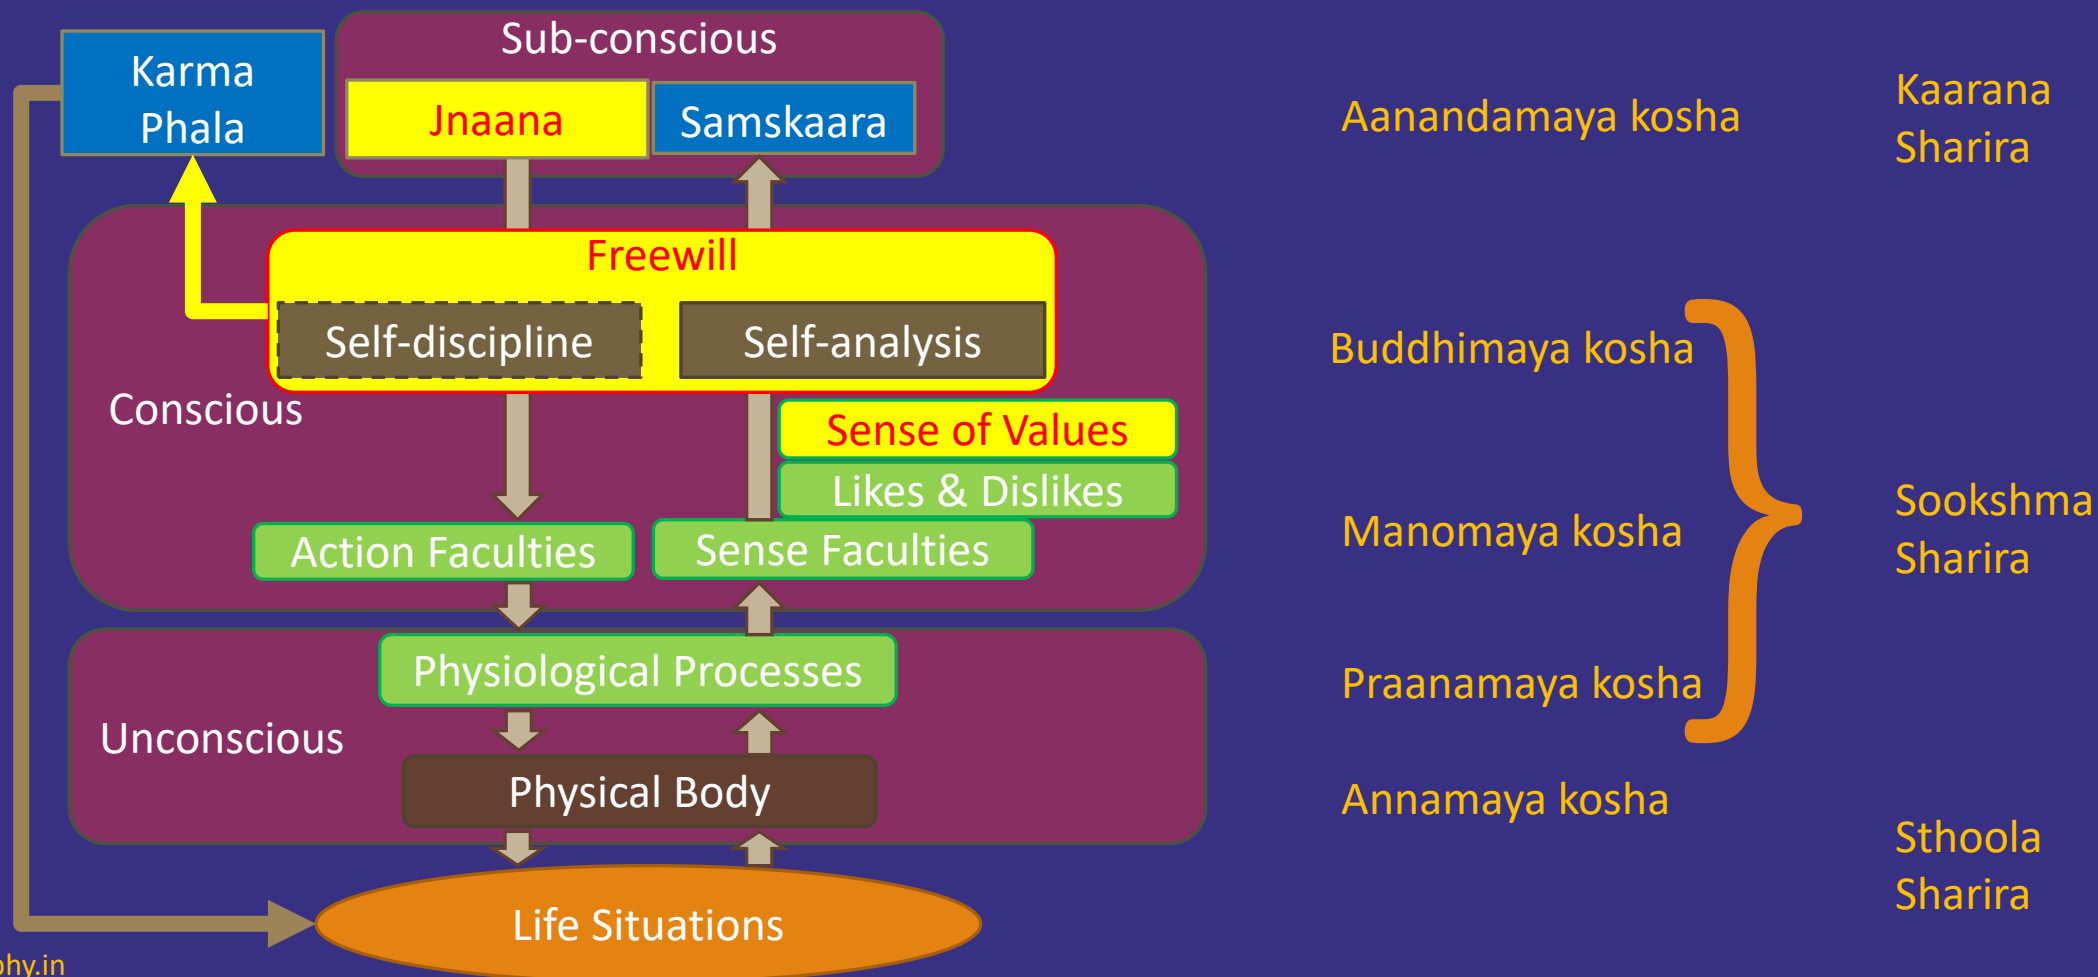 Sub-conscious
Karma
Phala
Jnaana
Samskaara
Freewill
Self-discipline
Self-analysis
Conscious
Sense of Values
Likes & Dislikes
Action Faculties
Sense Faculties
Physiological Processes
Unconscious
Physical Body
Life Situations
Aanandamaya kosha
Buddhimaya kosha
Manomaya kosha
Praanamaya kosha
Annamaya kosha
Kaarana
Sharira
Sookshma
Sharira
Sthoola
Sharira
phy.in